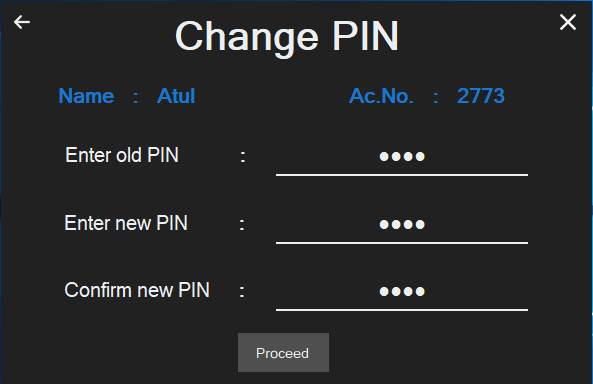 Change PIN
Name : Atul Ac.No. : 2773
Enter old PIN : ●●●●
Enter new PIN : ●●●●
Confirm new PIN : ●●●●
Proceed